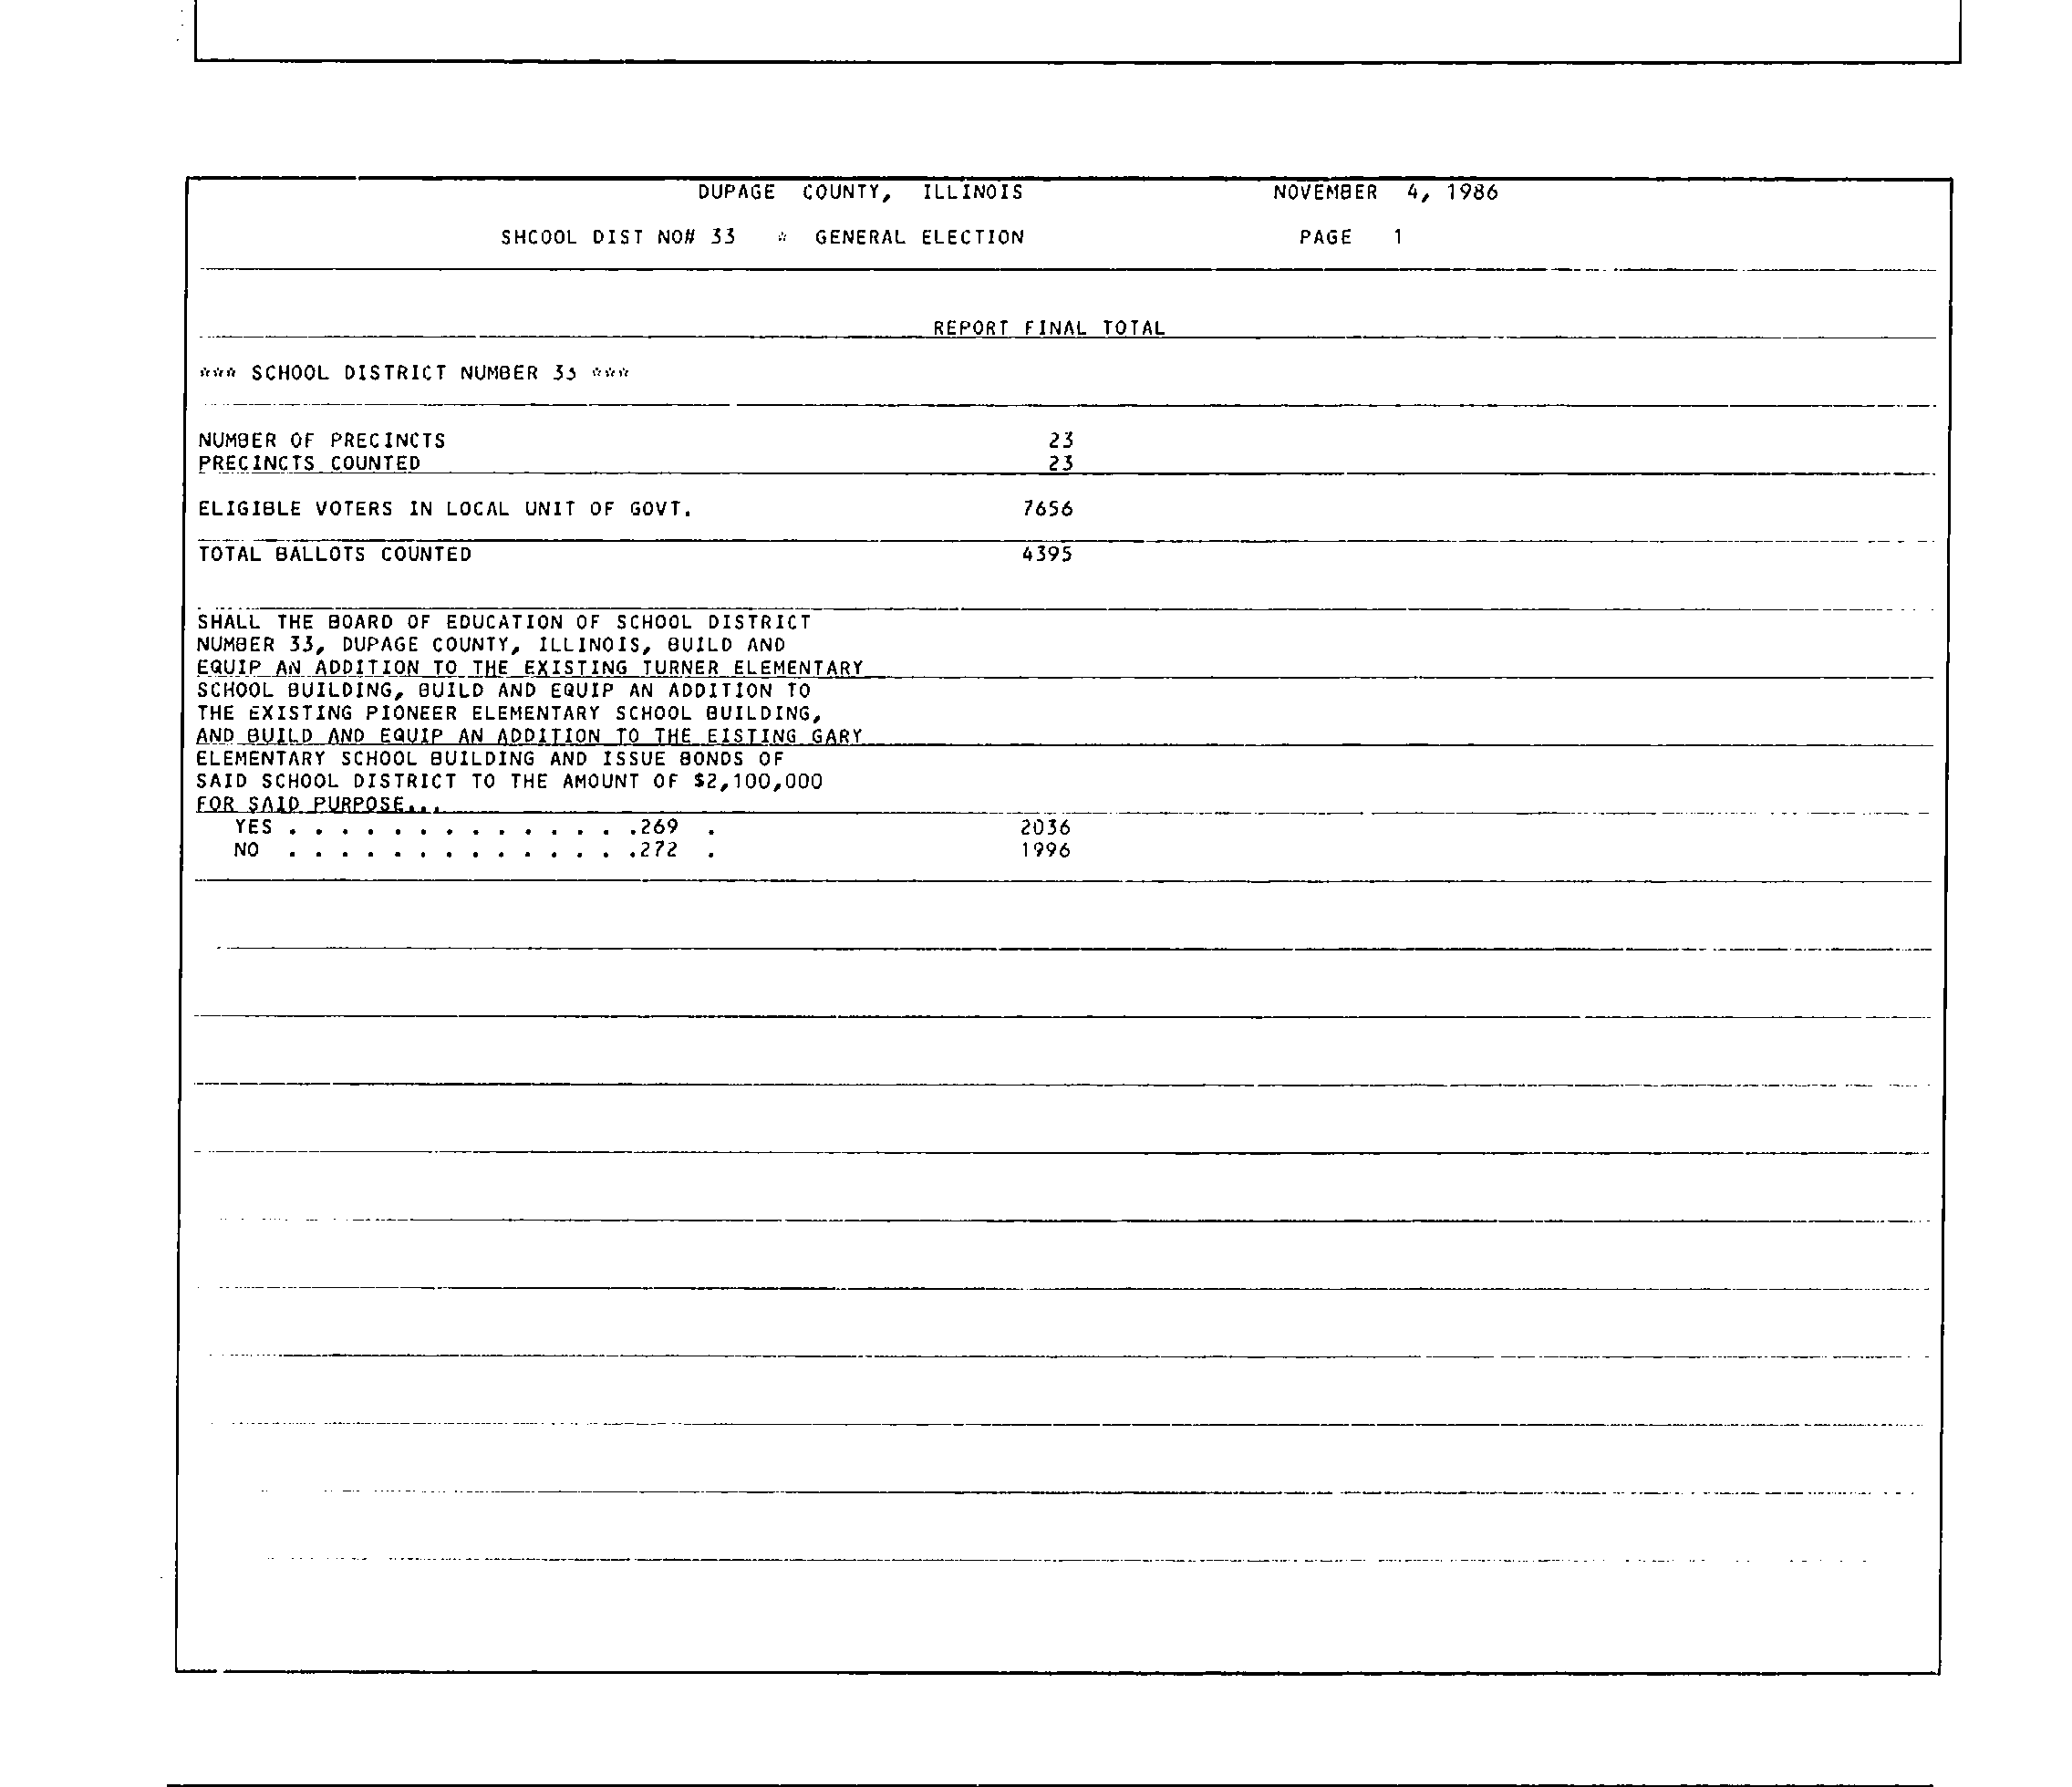 DUPAGE COUNTY, ILLINOIS NOVEMBER 4, 1986
SHCOOL DIST NO# 33 * GENERAL ELECTION PAGE 1
REPORT FINAL TOTAL
*** SCHOOL DISTRICT NUMBER 33 ***
NUMBER OF PRECINCTS 23
PRECINCTS COUNTED 23
ELIGIBLE VOTERS IN LOCAL UNIT OF GOVT. 7656
TOTAL BALLOTS COUNTED 4395
SHALL THE BOARD OF EDUCATION OF SCHOOL DISTRICT
NUMBER 33, DUPAGE COUNTY, ILLINOIS, BUILD AND
EQUIP AN ADDITION TO THE EXISTING TURNER ELEMENTARY
SCHOOL BUILDING, BUILD AND EQUIP AN ADDITION TO
THE EXISTING PIONEER ELEMENTARY SCHOOL BUILDING,
AND BUILD AND EQUIP AN ADDITION TO THE EISTING GARY
ELEMENTARY SCHOOL BUILDING AND ISSUE BONDS OF
SAID SCHOOL DISTRICT TO THE AMOUNT OF $2,100,000
FOR SAID PURPOSE...
YES . . . . . . . . . . . . . .269 . 2036
NO . . . . . . . . . . . . . .272 . 1996